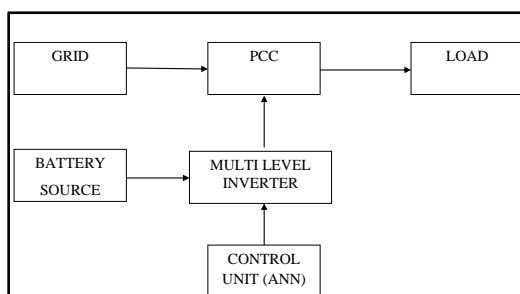 GRID
PCC
LOAD
BATTERY
SOURCE
MULTI LEVEL
INVERTER
CONTROL
UNIT (ANN)